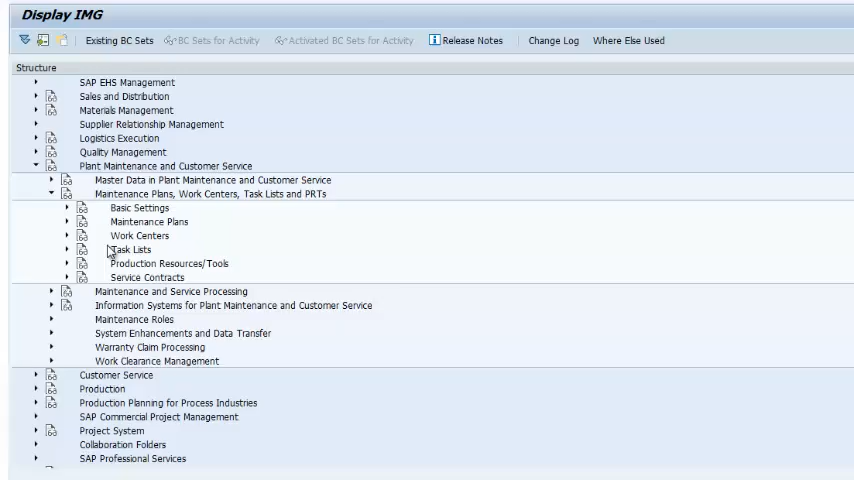 Display IMG
Existing BC Sets BC Sets for Activity Activated BC Sets for Activity Release Notes Change Log Where Else Used
Structure
SAP EHS Management
Sales and Distribution
Materials Management
Supplier Relationship Management
Logistics Execution
Quality Management
Plant Maintenance and Customer Service
Master Data in Plant Maintenance and Customer Service
Maintenance Plans, Work Centers, Task Lists and PRTs
Basic Settings
Maintenance Plans
Work Centers
Task Lists
Production Resources/Tools
Service Contracts
Maintenance and Service Processing
Information Systems for Plant Maintenance and Customer Service
Maintenance Roles
System Enhancements and Data Transfer
Warranty Claim Processing
Work Clearance Management
Customer Service
Production
Production Planning for Process Industries
SAP Commercial Project Management
Project System
Collaboration Folders
SAP Professional Services